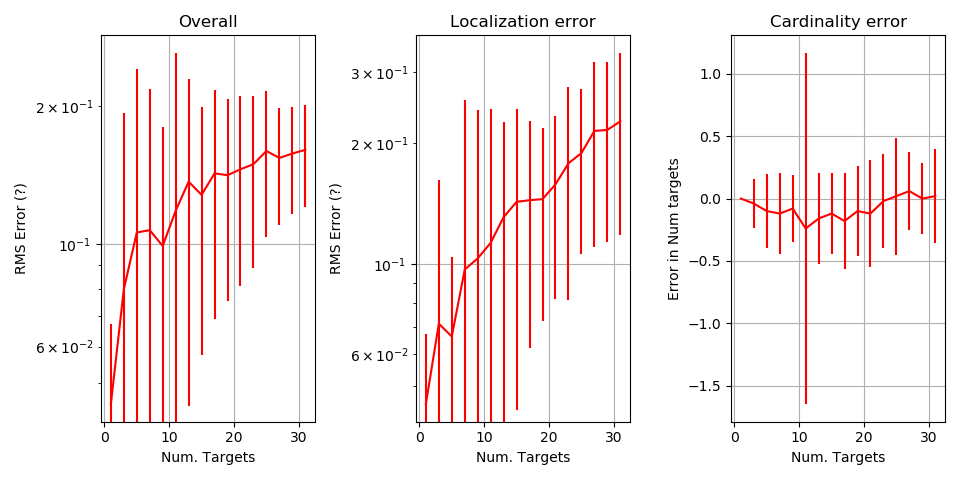 Overall
RMS Error (?)
2 × 10⁻¹
10⁻¹
6 × 10⁻²
0 10 20 30
Num. Targets
Localization error
RMS Error (?)
3 × 10⁻¹
2 × 10⁻¹
10⁻¹
6 × 10⁻²
0 10 20 30
Num. Targets
Cardinality error
Error in Num targets
1.0
0.5
0.0
−0.5
−1.0
−1.5
0 10 20 30
Num. Targets